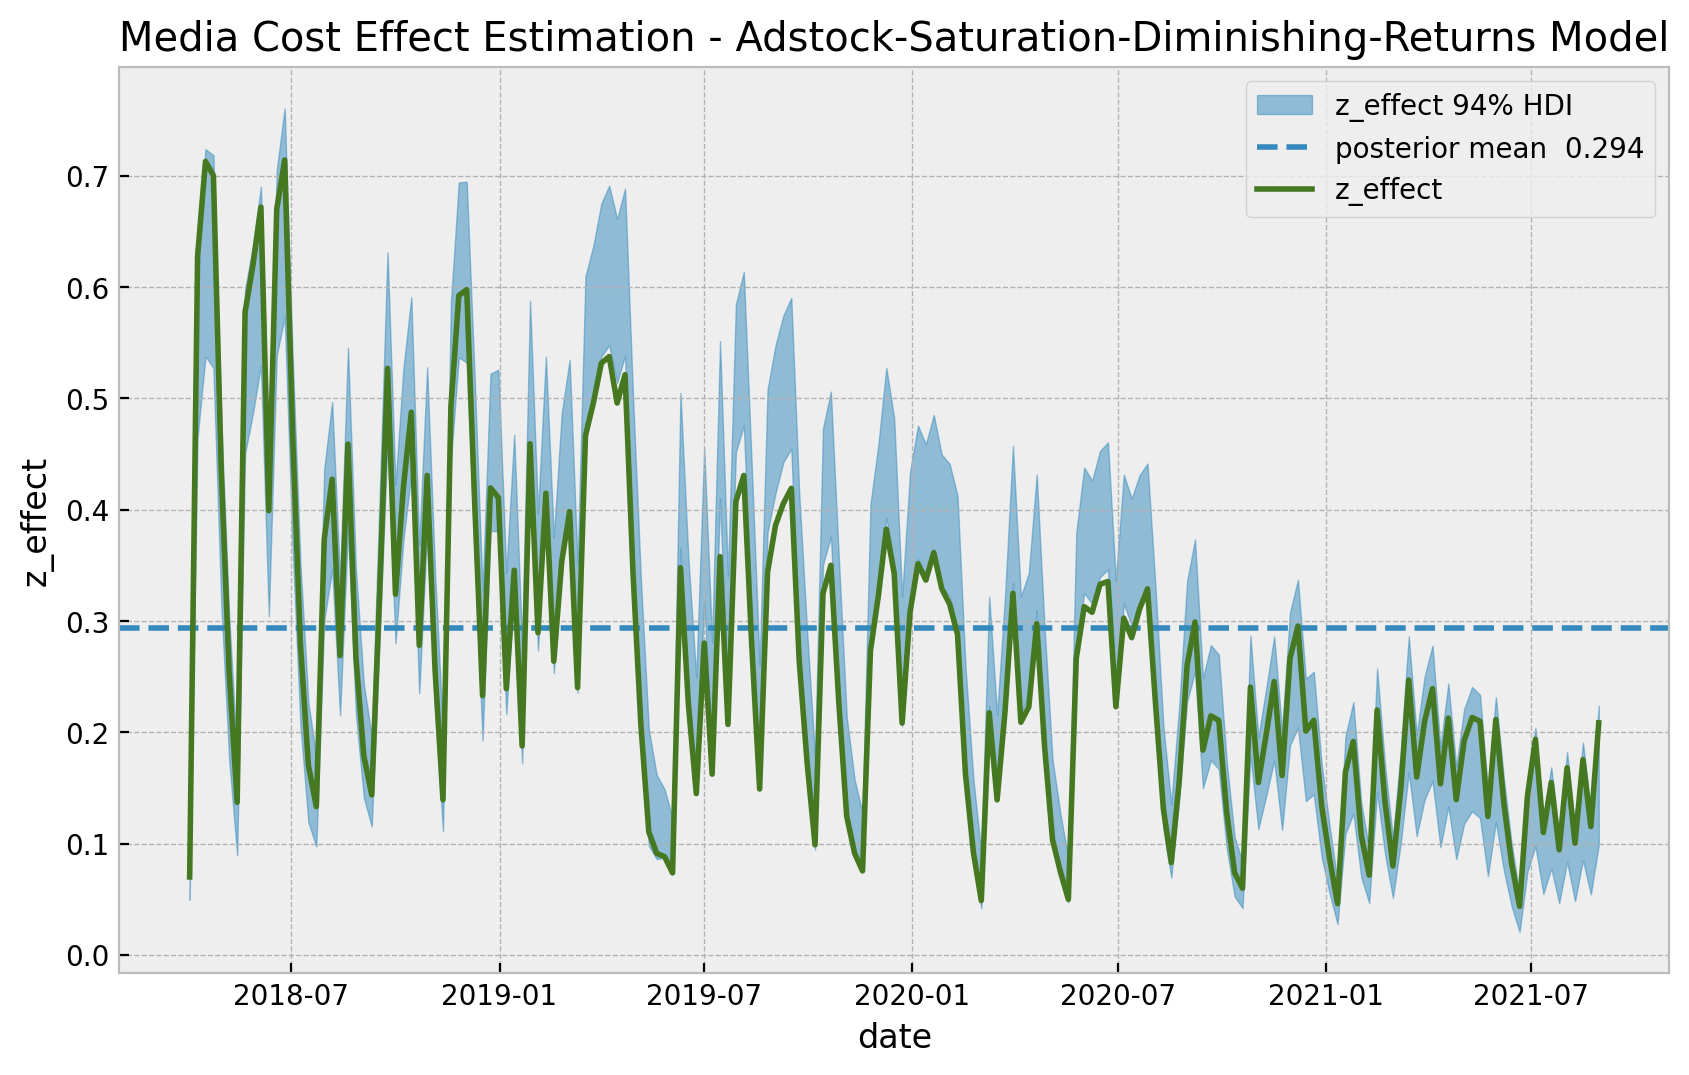 Media Cost Effect Estimation - Adstock-Saturation-Diminishing-Returns Model
z_effect 94% HDI
posterior mean  0.294
z_effect
0.7
0.6
0.5
0.4
0.3
0.2
0.1
0.0
z_effect
2018-07 2019-01 2019-07 2020-01 2020-07 2021-01 2021-07
date